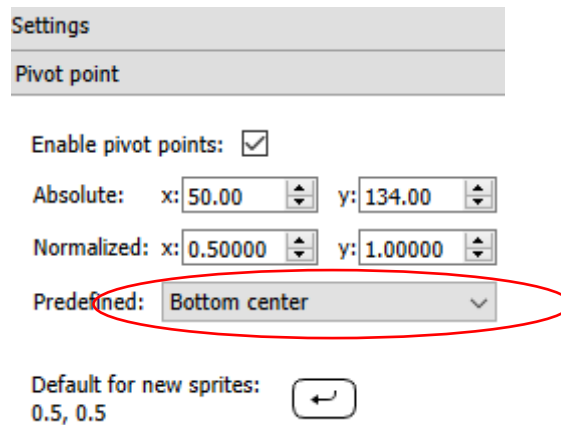 Settings
Pivot point
Enable pivot points:
Absolute: x: 50.00 y: 134.00
Normalized: x: 0.50000 y: 1.00000
Predefined: Bottom center
Default for new sprites:
0.5, 0.5